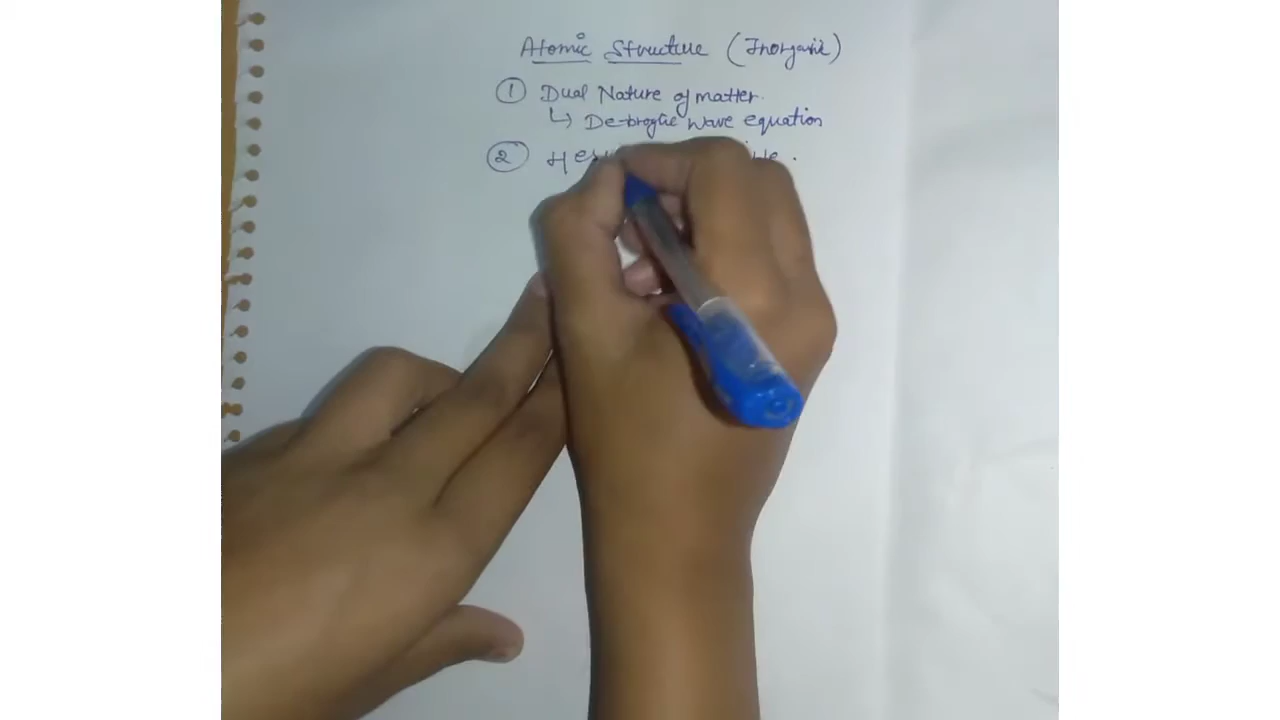 Atomic Structure (Inorganic)
① Dual Nature of matter.
↳ De-broglie wave equation
②